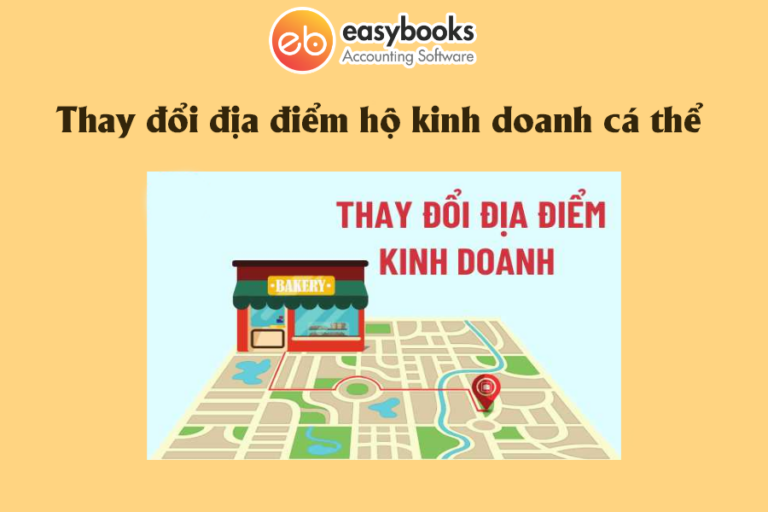 eb easybooks
Accounting Software
Thay đổi địa điểm hộ kinh doanh cá thể
THAY ĐỔI ĐỊA ĐIỂM
KINH DOANH
BAKERY